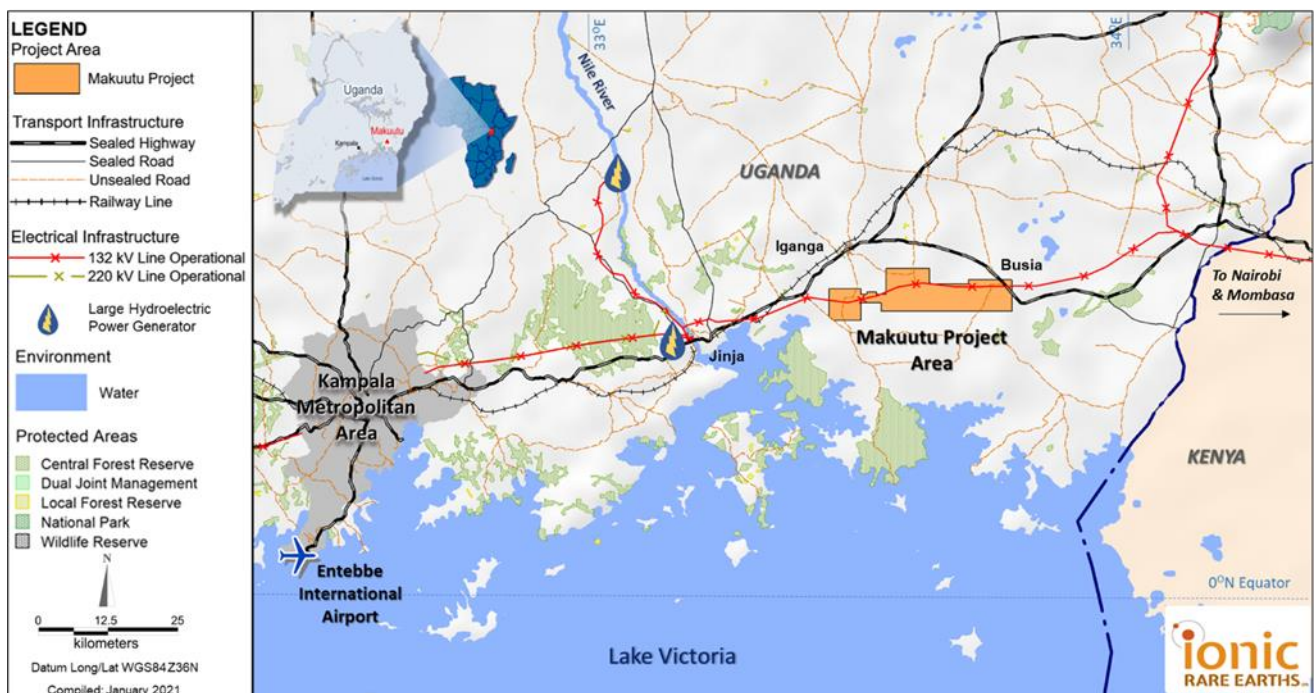 LEGEND
Project Area
Makuutu Project
Transport Infrastructure
Sealed Highway
Sealed Road
Unsealed Road
Railway Line
Electrical Infrastructure
132 kV Line Operational
220 kV Line Operational
Large Hydroelectric
Power Generator
Environment
Water
Protected Areas
Central Forest Reserve
Dual Joint Management
Local Forest Reserve
National Park
Wildlife Reserve
N
0 12.5 25
kilometers
Datum Long/Lat WGS84 Z36N
Compiled: January 2021
Uganda
Makuutu
Kampala
33°E
34°E
Nile River
UGANDA
Iganga
Busia
To Nairobi
& Mombasa
Jinja
Makuutu Project
Area
Kampala
Metropolitan
Area
KENYA
Entebbe
International
Airport
0°N Equator
Lake Victoria
ionic
RARE EARTHS